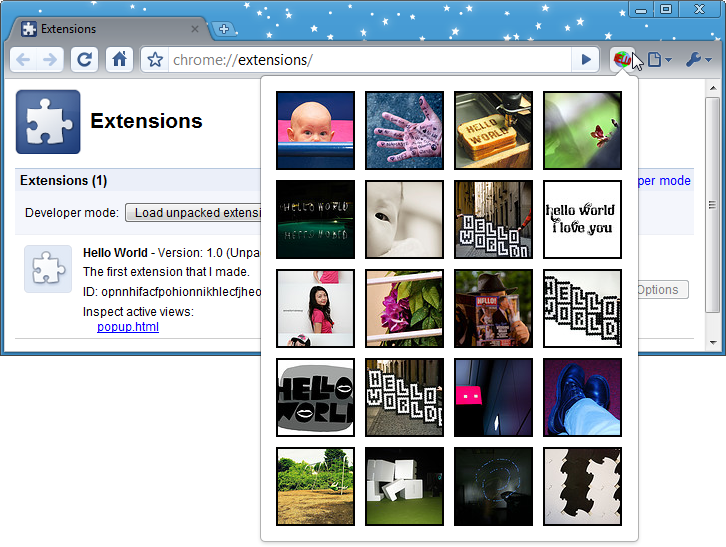 Extensions
chrome://extensions/
Extensions
Extensions (1)
per mode
Developer mode:
Load unpacked extensi
Hello World - Version: 1.0 (Unpa
The first extension that I made.
ID: opnnhifacfpohionnikhlecfjheo
Inspect active views:
popup.html
Options
HELLO
WORLD
HELLO WORLD
HELLO WORLD
HELLO
WORLD!
hello world
i love you
HELLO!
HELLO
WORLD!
HELLO
WORLD
HELLO
WORLD!